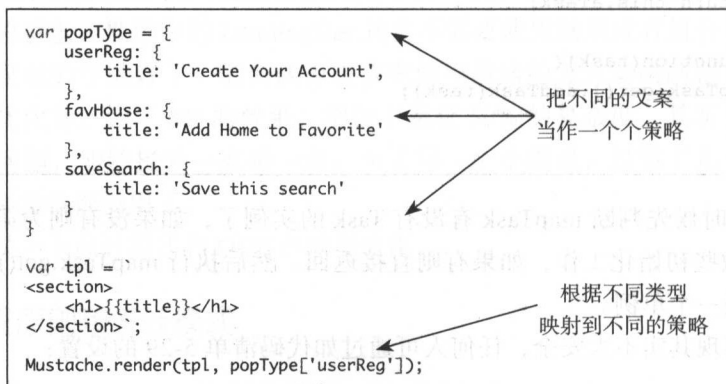 var popType = {
userReg: {
title: 'Create Your Account',
},
favHouse: {
title: 'Add Home to Favorite'
},
saveSearch: {
title: 'Save this search'
}
}
var tpl = `
<section>
<h1>{{title}}</h1>
</section>`;
Mustache.render(tpl, popType['userReg']);
把不同的文案
当作一个个策略
根据不同类型
映射到不同的策略